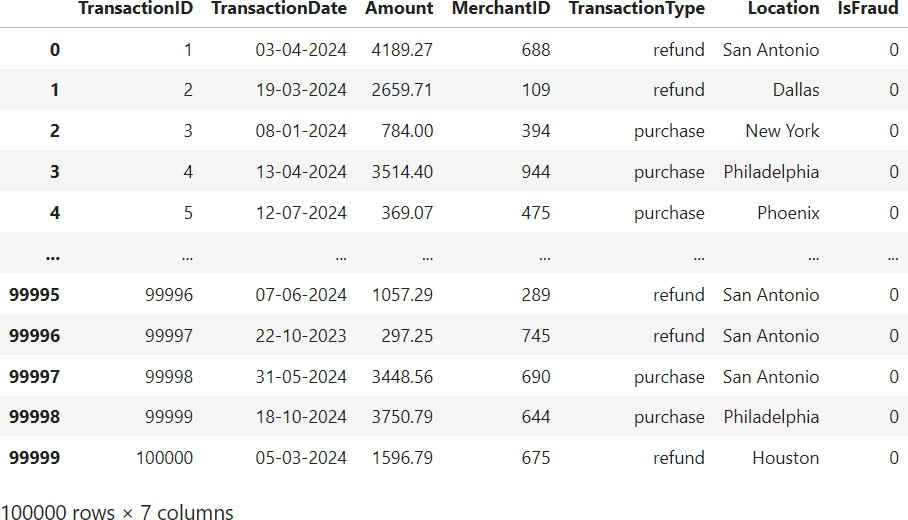 TransactionID TransactionDate Amount MerchantID TransactionType Location IsFraud
0 1 03-04-2024 4189.27 688 refund San Antonio 0
1 2 19-03-2024 2659.71 109 refund Dallas 0
2 3 08-01-2024 784.00 394 purchase New York 0
3 4 13-04-2024 3514.40 944 purchase Philadelphia 0
4 5 12-07-2024 369.07 475 purchase Phoenix 0
... ... ... ... ... ... ... ...
99995 99996 07-06-2024 1057.29 289 refund San Antonio 0
99996 99997 22-10-2023 297.25 745 refund San Antonio 0
99997 99998 31-05-2024 3448.56 690 purchase San Antonio 0
99998 99999 18-10-2024 3750.79 644 purchase Philadelphia 0
99999 100000 05-03-2024 1596.79 675 refund Houston 0
100000 rows × 7 columns